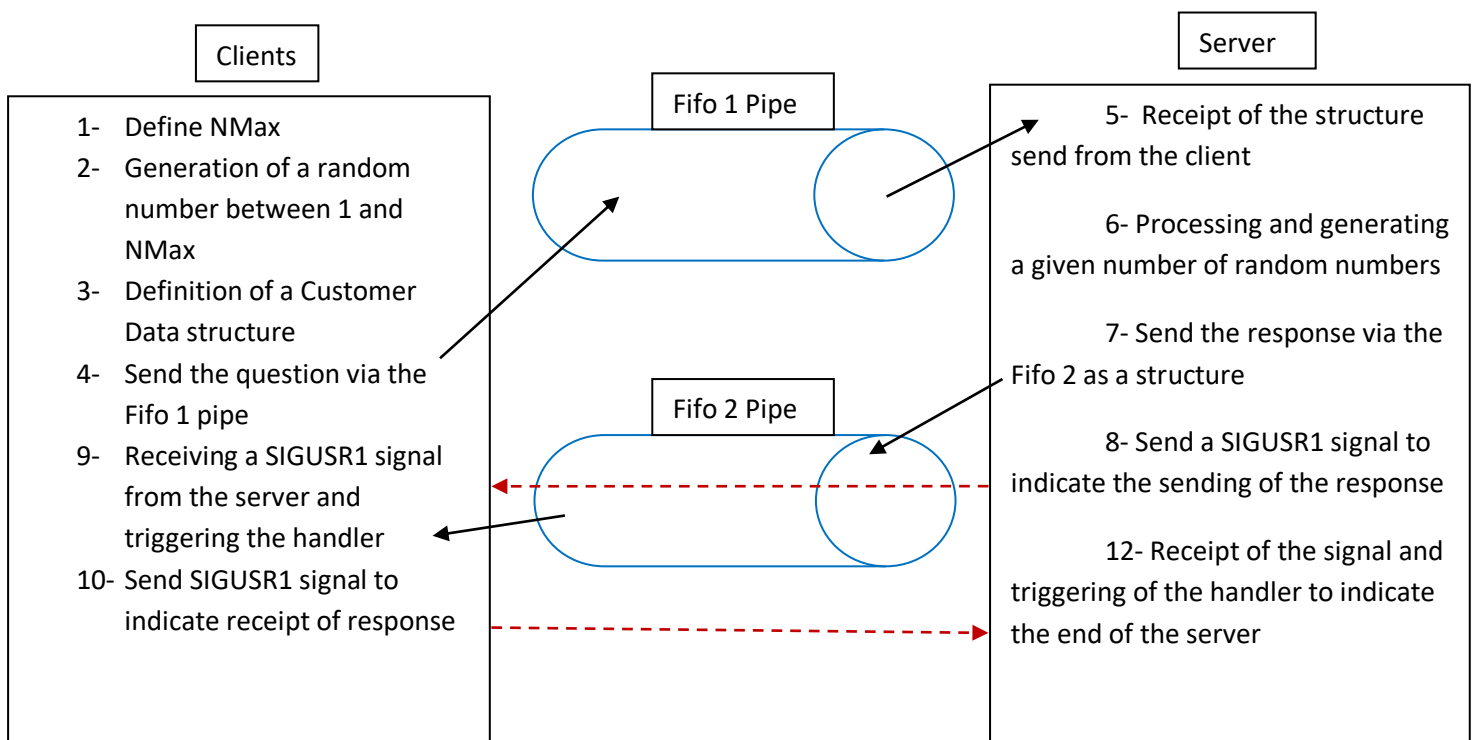 Clients
1- Define NMax
2- Generation of a random
number between 1 and
NMax
3- Definition of a Customer
Data structure
4- Send the question via the
Fifo 1 pipe
9- Receiving a SIGUSR1 signal
from the server and
triggering the handler
10- Send SIGUSR1 signal to
indicate receipt of response
Fifo 1 Pipe
Fifo 2 Pipe
Server
5- Receipt of the structure
send from the client
6- Processing and generating
a given number of random numbers
7- Send the response via the
Fifo 2 as a structure
8- Send a SIGUSR1 signal to
indicate the sending of the response
12- Receipt of the signal and
triggering of the handler to indicate
the end of the server